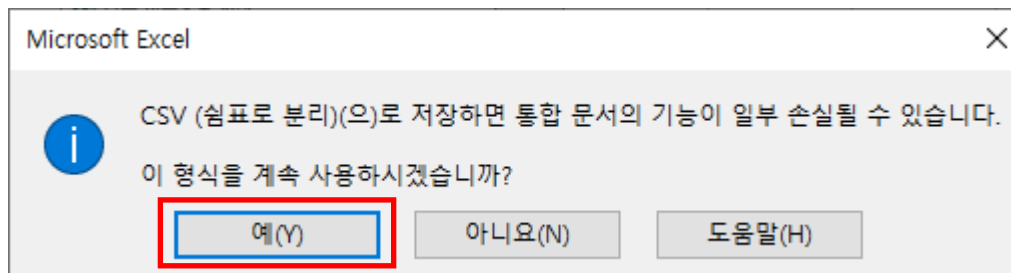 Microsoft Excel
CSV (쉼표로 분리)(으)로 저장하면 통합 문서의 기능이 일부 손실될 수 있습니다.
이 형식을 계속 사용하시겠습니까?
예(Y) 아니요(N) 도움말(H)